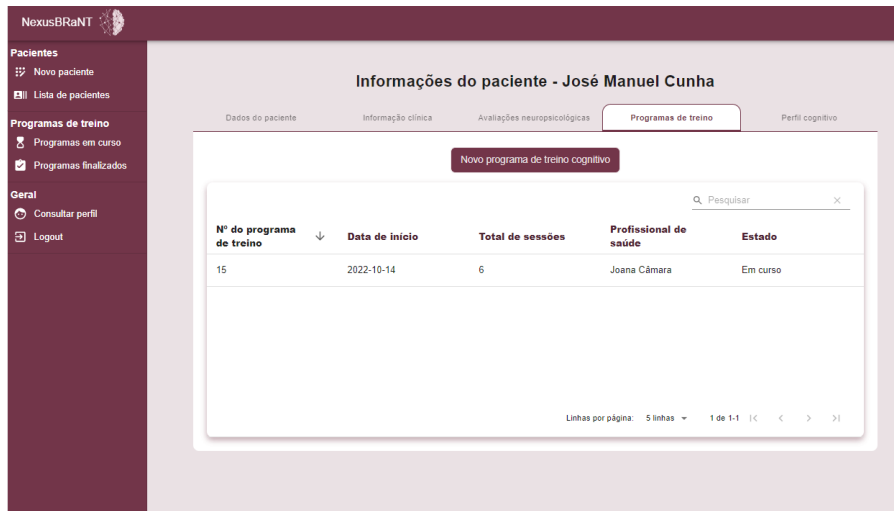 NexusBRaNT
Pacientes
Novo paciente
Lista de pacientes
Programas de treino
Programas em curso
Programas finalizados
Geral
Consultar perfil
Logout
Informações do paciente - José Manuel Cunha
Dados do paciente
Informação clínica
Avaliações neuropsicológicas
Programas de treino
Perfil cognitivo
Novo programa de treino cognitivo
Pesquisar
Nº do programa
de treino
Data de início
Total de sessões
Profissional de
saúde
Estado
15
2022-10-14
6
Joana Câmara
Em curso
Linhas por página:
5 linhas
1 de 1-1